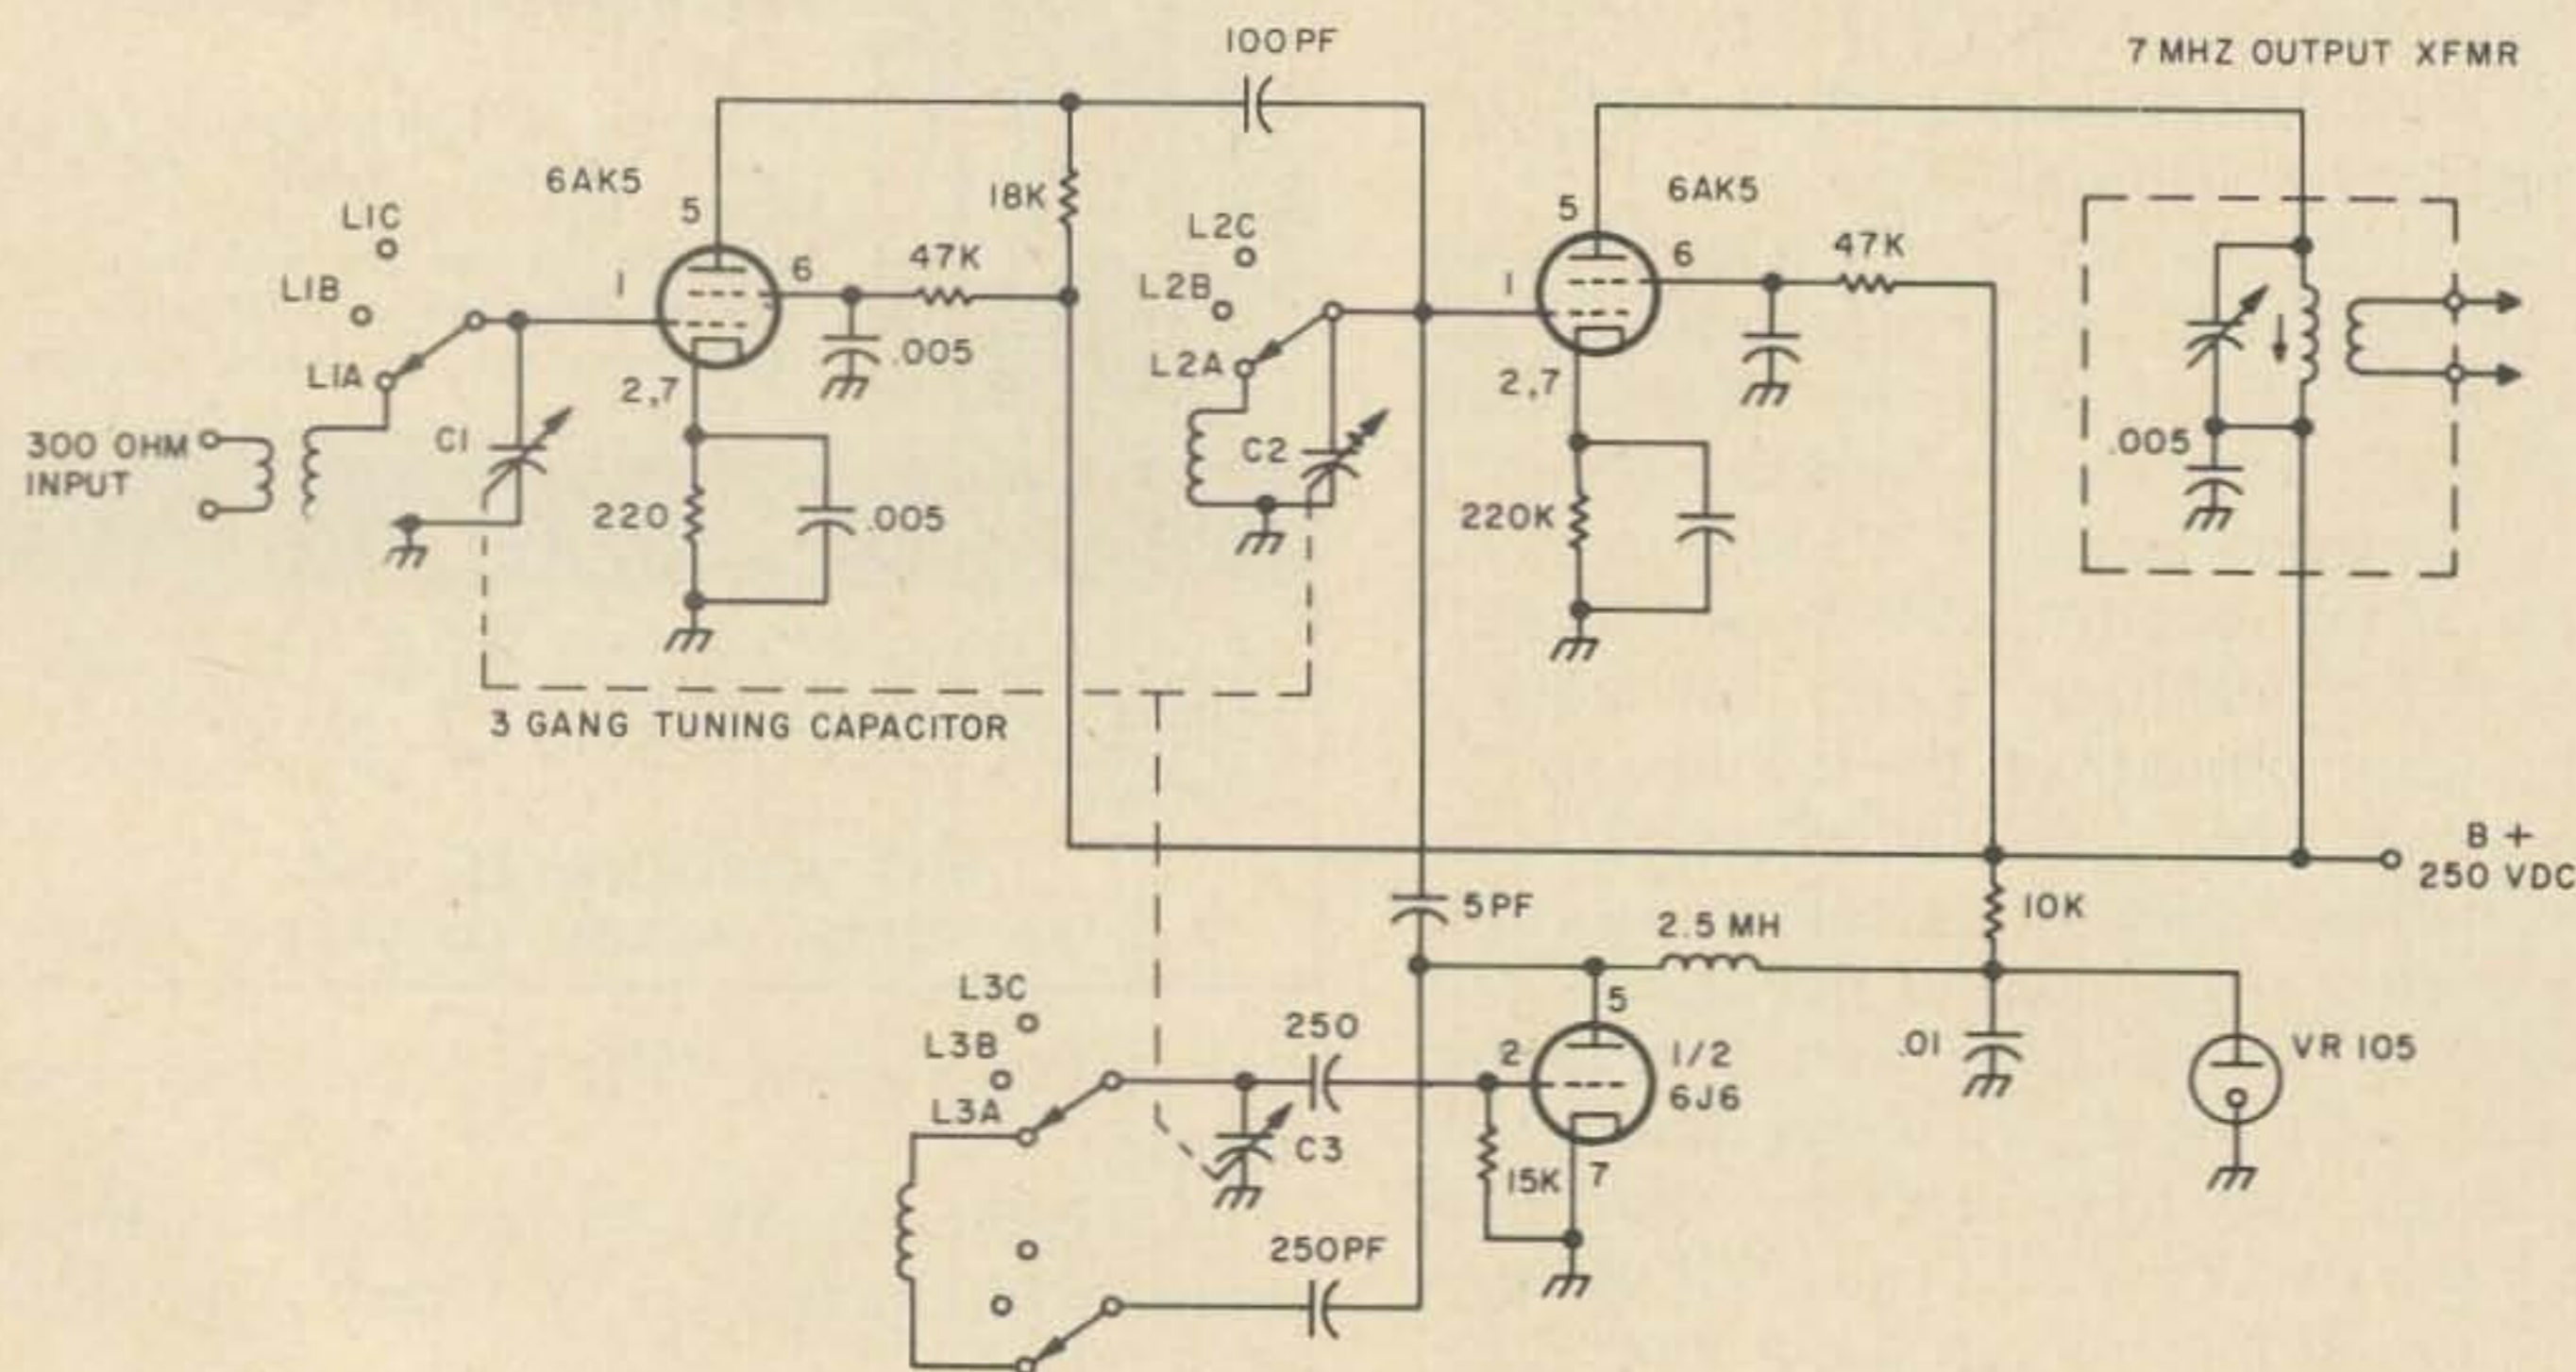 100 PF
7 MHZ OUTPUT XFMR
6AK5
5
L1C
L1B
L1A
1
6
47K
18K
.005
2,7
C1
300 OHM
INPUT
220
.005
L2C
L2B
L2A
C2
6AK5
5
1
6
47K
2,7
220K
.005
3 GANG TUNING CAPACITOR
B +
250 VDC
5PF
2.5 MH
10K
L3C
L3B
L3A
250
2
5
1/2
6J6
.01
VR 105
C3
15K
7
250PF